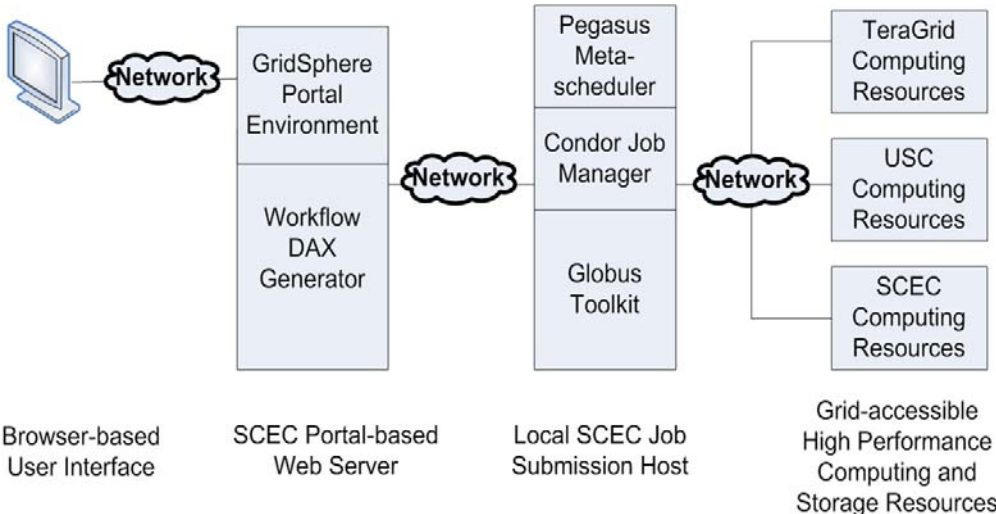 Network
GridSphere
Portal
Environment
Workflow
DAX
Generator
Network
Pegasus
Meta-
scheduler
Condor Job
Manager
Globus
Toolkit
Network
TeraGrid
Computing
Resources
USC
Computing
Resources
SCEC
Computing
Resources
Browser-based
User Interface
SCEC Portal-based
Web Server
Local SCEC Job
Submission Host
Grid-accessible
High Performance
Computing and
Storage Resources